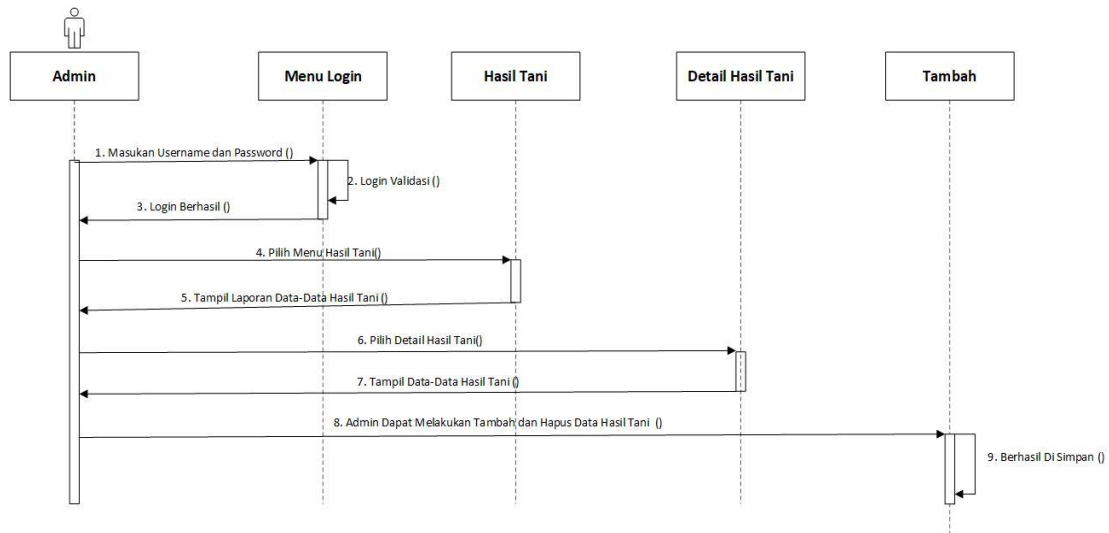 Admin
Menu Login
Hasil Tani
Detail Hasil Tani
Tambah
1. Masukan Username dan Password ()
2. Login Validasi ()
3. Login Berhasil ()
4. Pilih Menu Hasil Tani()
5. Tampil Laporan Data-Data Hasil Tani ()
6. Pilih Detail Hasil Tani()
7. Tampil Data-Data Hasil Tani ()
8. Admin Dapat Melakukan Tambah dan Hapus Data Hasil Tani ()
9. Berhasil Di Simpan ()